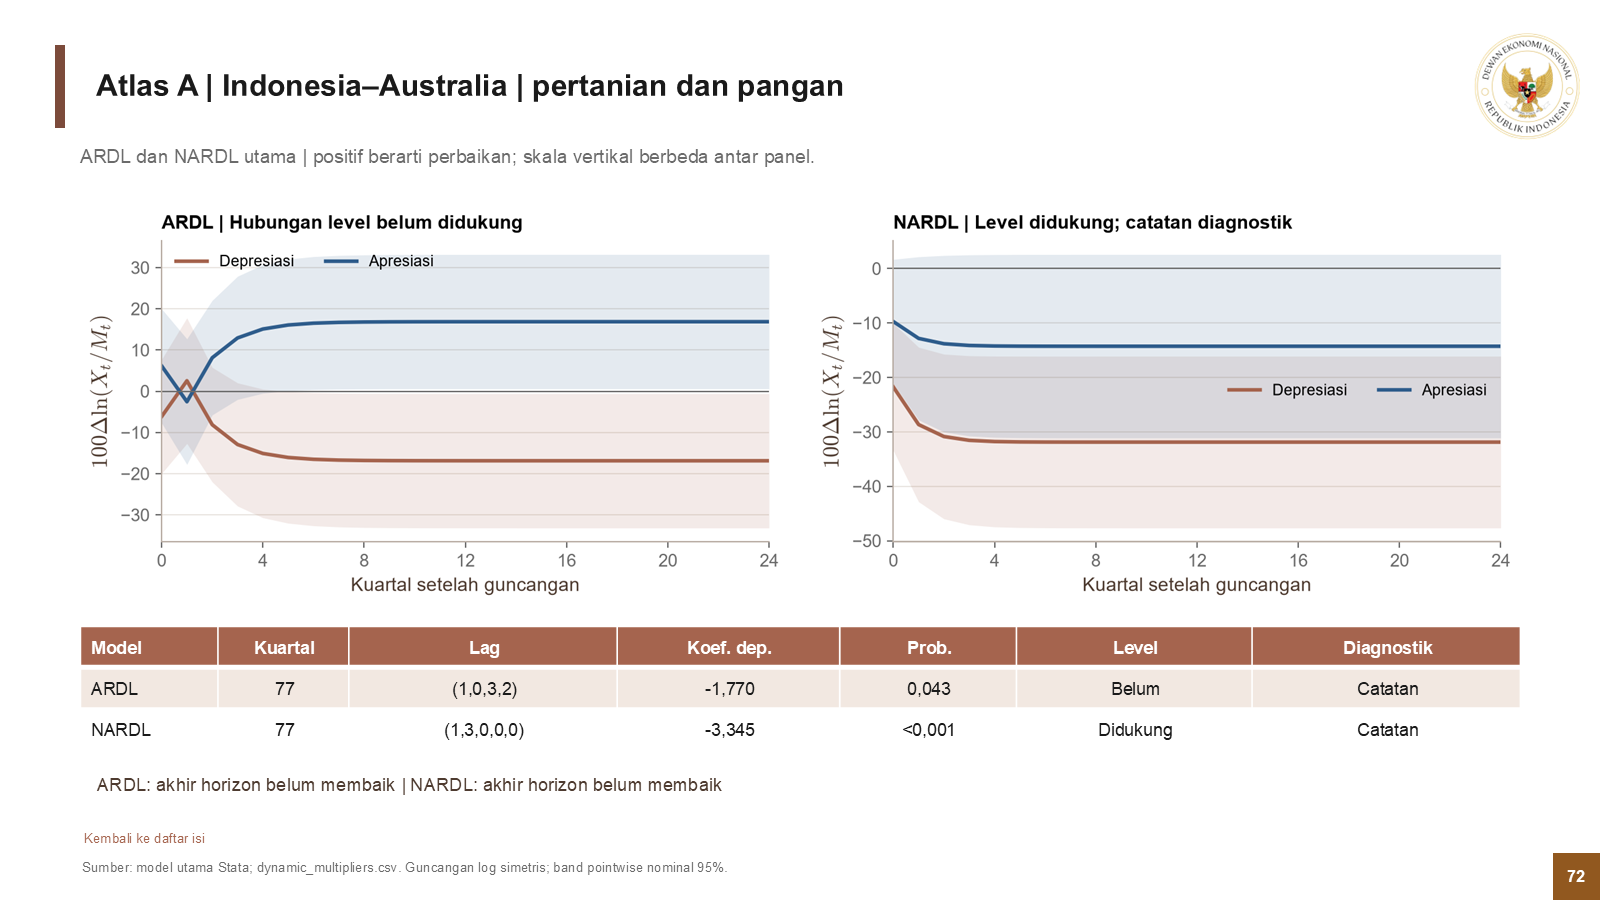 Atlas A | Indonesia–Australia | pertanian dan pangan
DEWAN EKONOMI NASIONAL
REPUBLIK INDONESIA
ARDL dan NARDL utama | positif berarti perbaikan; skala vertikal berbeda antar panel.
ARDL | Hubungan level belum didukung
Depresiasi Apresiasi
100Δln(Xₜ/Mₜ)
30
20
10
0
−10
−20
−30
0 4 8 12 16 20 24
Kuartal setelah guncangan
NARDL | Level didukung; catatan diagnostik
100Δln(Xₜ/Mₜ)
0
−10
−20
−30
−40
−50
Depresiasi Apresiasi
0 4 8 12 16 20 24
Kuartal setelah guncangan
Model Kuartal Lag Koef. dep. Prob. Level Diagnostik
ARDL 77 (1,0,3,2) -1,770 0,043 Belum Catatan
NARDL 77 (1,3,0,0,0) -3,345 <0,001 Didukung Catatan
ARDL: akhir horizon belum membaik | NARDL: akhir horizon belum membaik
Kembali ke daftar isi
Sumber: model utama Stata; dynamic_multipliers.csv. Guncangan log simetris; band pointwise nominal 95%.
72